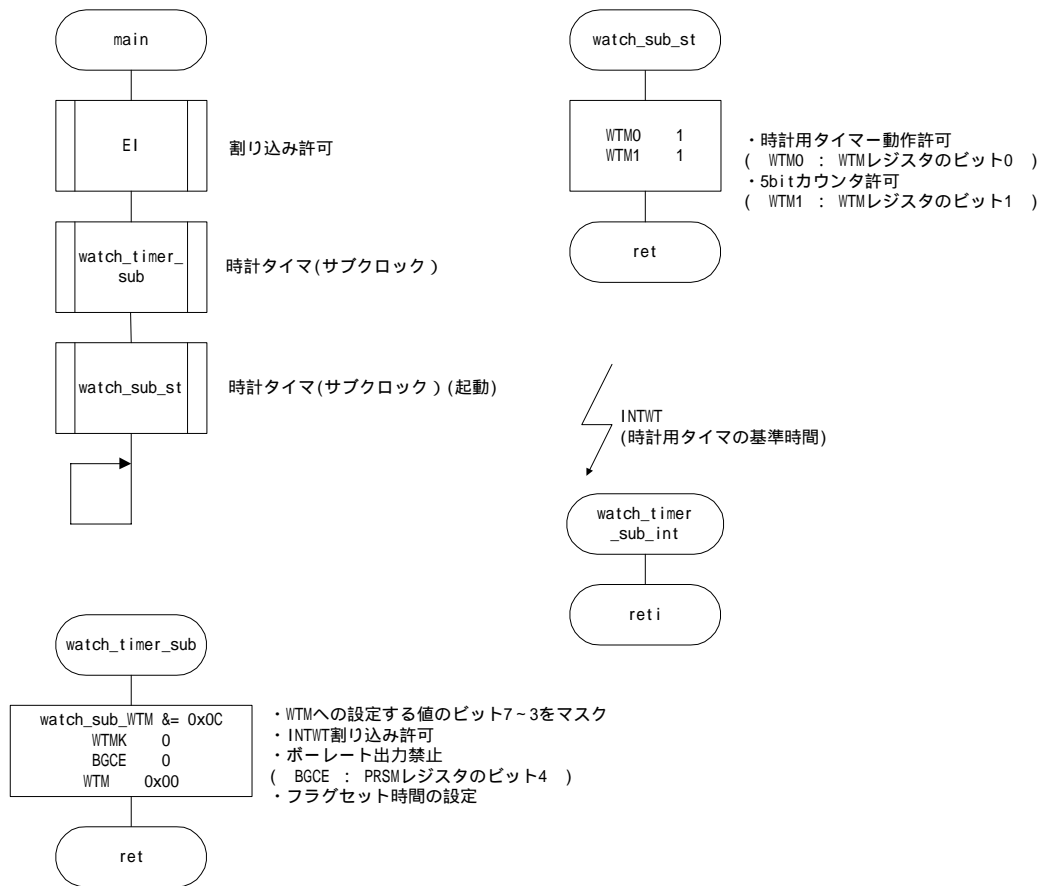 main
EI
割り込み許可
watch_timer_
sub
時計タイマ(サブクロック)
watch_sub_st
時計タイマ(サブクロック)(起動)
watch_sub_st
WTM0 1
WTM1 1
・時計用タイマー動作許可
( WTM0 : WTMレジスタのビット0 )
・5bitカウンタ許可
( WTM1 : WTMレジスタのビット1 )
ret
INTWT
(時計用タイマの基準時間)
watch_timer
_sub_int
reti
watch_timer_sub
watch_sub_WTM &= 0x0C
WTMK 0
BGCE 0
WTM 0x00
・WTMへの設定する値のビット7~3をマスク
・INTWT割り込み許可
・ボーレート出力禁止
( BGCE : PRSMレジスタのビット4 )
・フラグセット時間の設定
ret